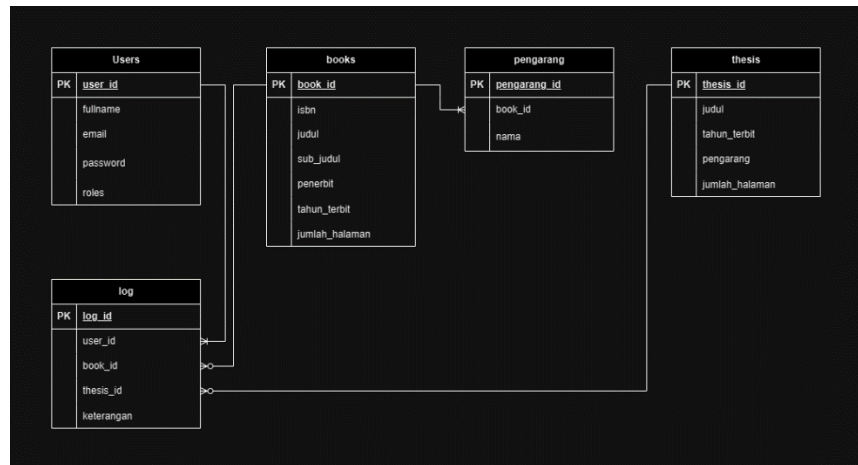 Users
PK user_id
fullname
email
password
roles
books
PK book_id
isbn
judul
sub_judul
penerbit
tahun_terbit
jumlah_halaman
pengarang
PK pengarang_id
book_id
nama
thesis
PK thesis_id
judul
tahun_terbit
pengarang
jumlah_halaman
log
PK log_id
user_id
book_id
thesis_id
keterangan